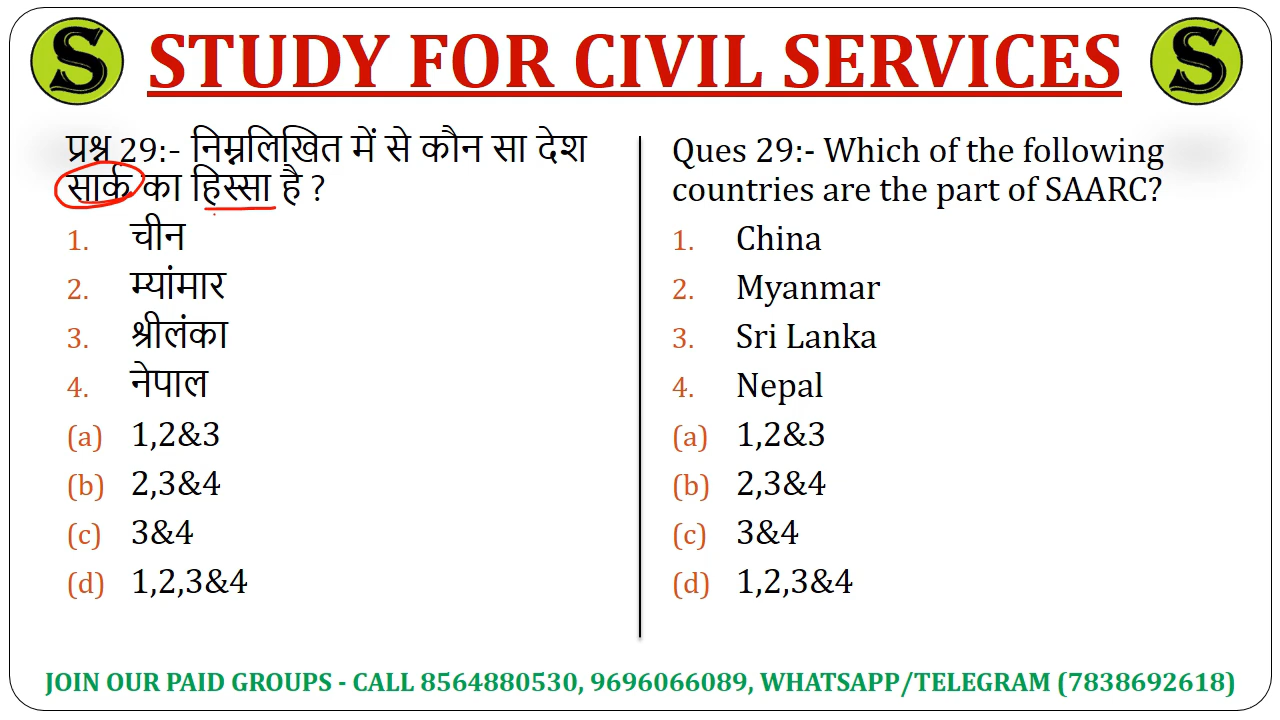 S STUDY FOR CIVIL SERVICES S
प्रश्न 29:- निम्नलिखित में से कौन सा देश
सार्क का हिस्सा है ?
1. चीन
2. म्यांमार
3. श्रीलंका
4. नेपाल
(a) 1,2&3
(b) 2,3&4
(c) 3&4
(d) 1,2,3&4
Ques 29:- Which of the following
countries are the part of SAARC?
1. China
2. Myanmar
3. Sri Lanka
4. Nepal
(a) 1,2&3
(b) 2,3&4
(c) 3&4
(d) 1,2,3&4
JOIN OUR PAID GROUPS - CALL 8564880530, 9696066089, WHATSAPP/TELEGRAM (7838692618)